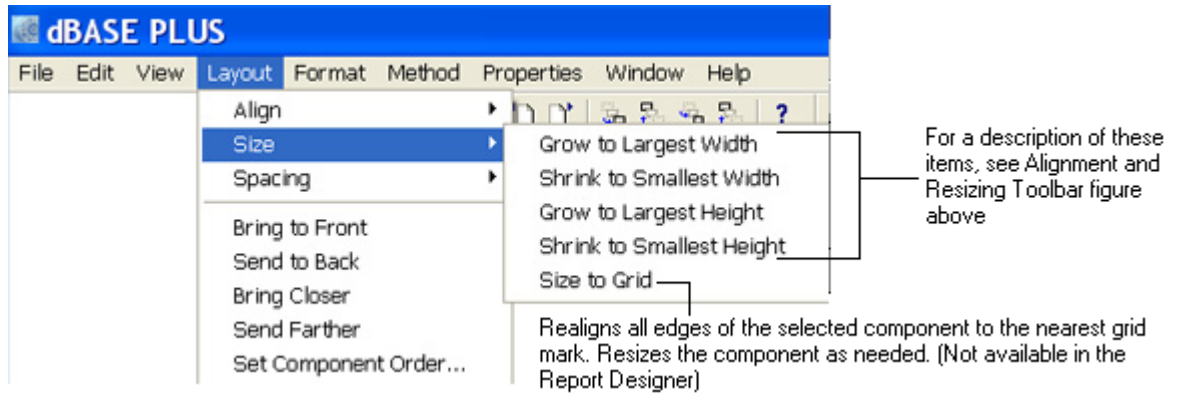 dBASE PLUS
File Edit View Layout Format Method Properties Window Help
Align
Size
Spacing
Bring to Front
Send to Back
Bring Closer
Send Farther
Set Component Order...
?
Grow to Largest Width
Shrink to Smallest Width
Grow to Largest Height
Shrink to Smallest Height
Size to Grid
For a description of these
items, see Alignment and
Resizing Toolbar figure
above
Realigns all edges of the selected component to the nearest grid
mark. Resizes the component as needed. (Not available in the
Report Designer)